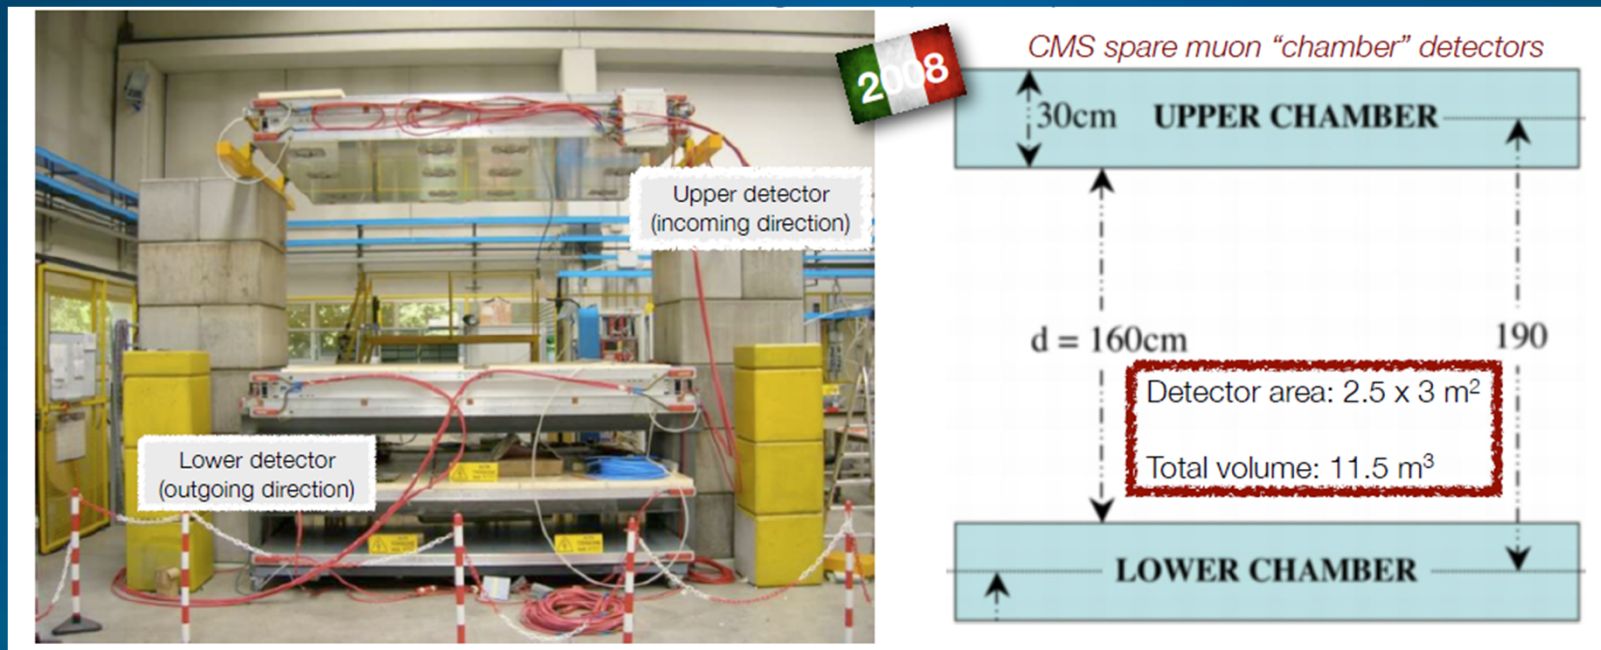 2008
CMS spare muon “chamber” detectors
30cm
UPPER CHAMBER
Upper detector
(incoming direction)
d = 160cm
190
Detector area: 2.5 x 3 m²
Total volume: 11.5 m³
Lower detector
(outgoing direction)
LOWER CHAMBER